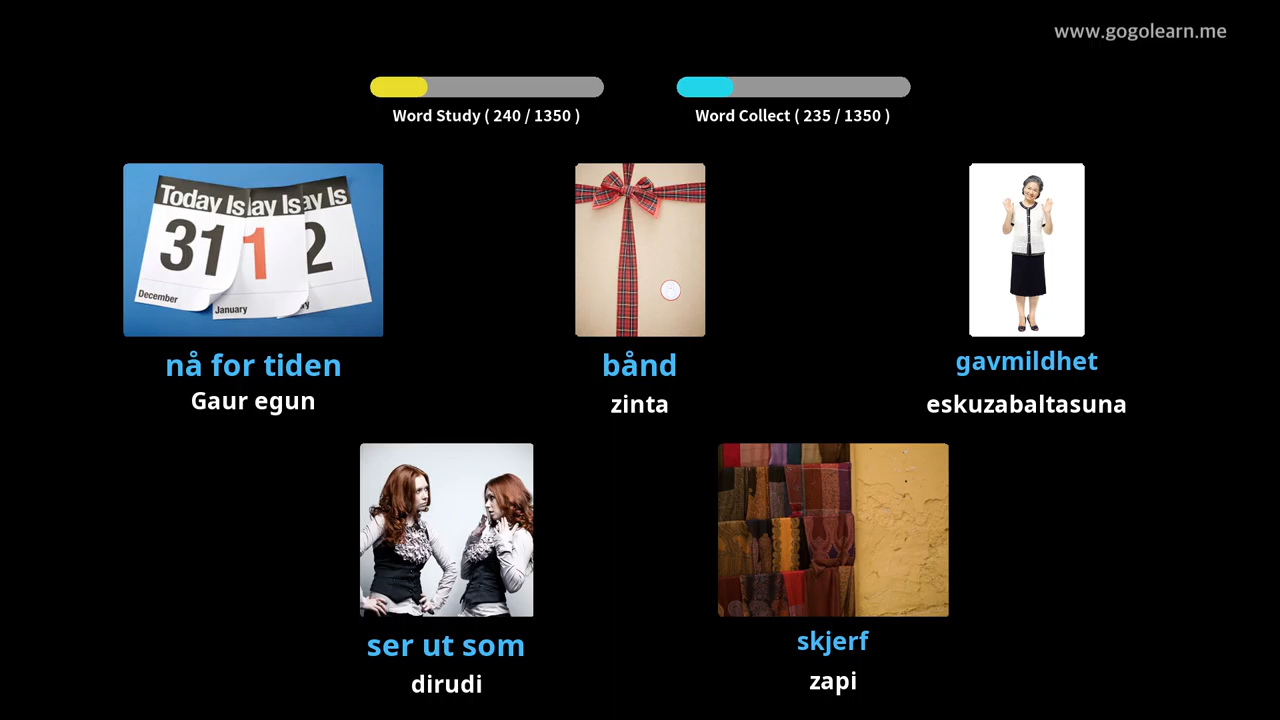 www.gogolearn.me
Word Study ( 240 / 1350 )
Word Collect ( 235 / 1350 )
Today Is
ay Is
ay Is
31
1
2
December
January
nå for tiden
bånd
gavmildhet
Gaur egun
zinta
eskuzabaltasuna
ser ut som
skjerf
dirudi
zapi